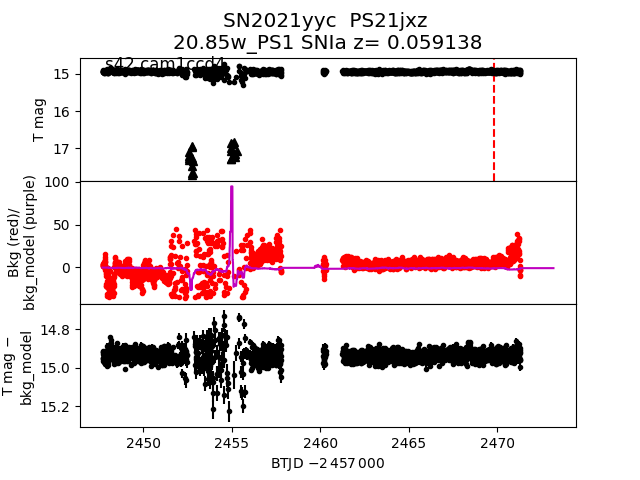 SN2021yyc PS21jxz
20.85w_PS1 SNIa z= 0.059138
s42 cam1ccd4
T mag
15
16
17
Bkg (red)/
bkg_model (purple)
100
50
0
T mag −
bkg_model
14.8
15.0
15.2
2450 2455 2460 2465 2470
BTJD −2 457 000